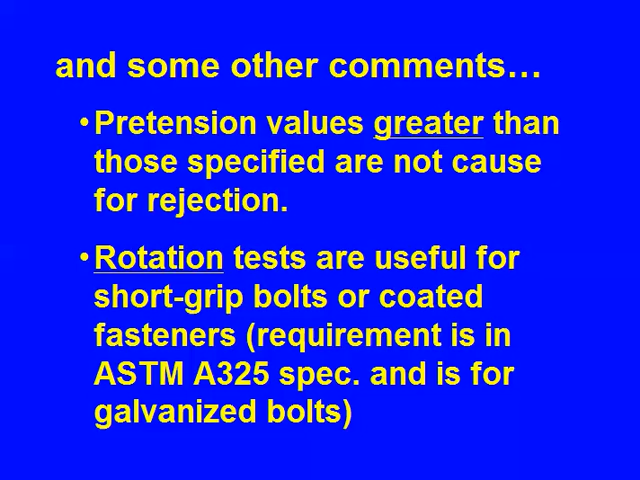 and some other comments…
•Pretension values greater than
those specified are not cause
for rejection.
•Rotation tests are useful for
short-grip bolts or coated
fasteners (requirement is in
ASTM A325 spec. and is for
galvanized bolts)